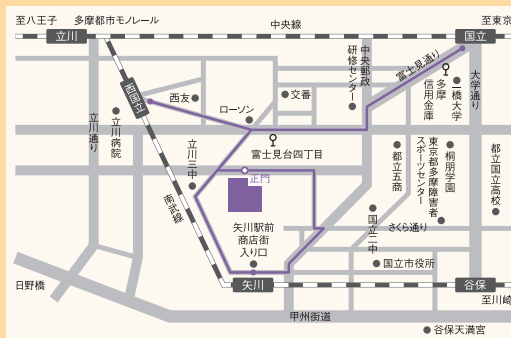 至八王子
多摩都市モノレール
中央線
至東京
立川
国立
西国立
中央郵政
研修センター
富士見通り
多摩
信用金庫
一橋大学
大学通り
西友
ローソン
交番
立川通り
立川病院
富士見台四丁目
立川三中
正門
南武線
都立五商
東京都多摩障害者
スポーツセンター
桐朋学園
都立国立高校
矢川駅前
商店街
入り口
国立二中
さくら通り
国立市役所
日野橋
矢川
谷保
至川崎
甲州街道
谷保天満宮